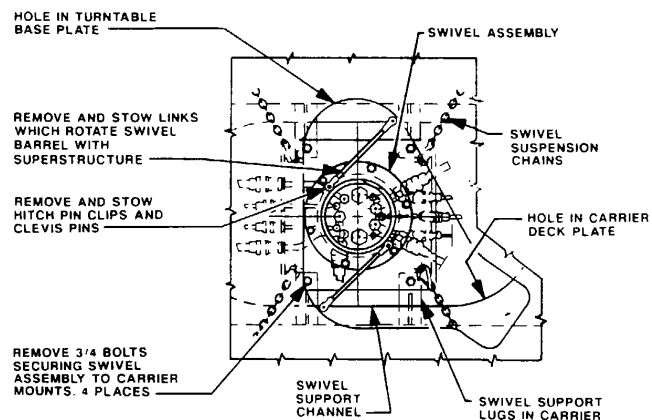 HOLE IN TURNTABLE
BASE PLATE
SWIVEL ASSEMBLY
REMOVE AND STOW LINKS
WHICH ROTATE SWIVEL
BARREL WITH
SUPERSTRUCTURE
SWIVEL
SUSPENSION
CHAINS
REMOVE AND STOW
HITCH PIN CLIPS AND
CLEVIS PINS
HOLE IN CARRIER
DECK PLATE
REMOVE 3/4 BOLTS
SECURING SWIVEL
ASSEMBLY TO CARRIER
MOUNTS. 4 PLACES
SWIVEL
SUPPORT
CHANNEL
SWIVEL SUPPORT
LUGS IN CARRIER